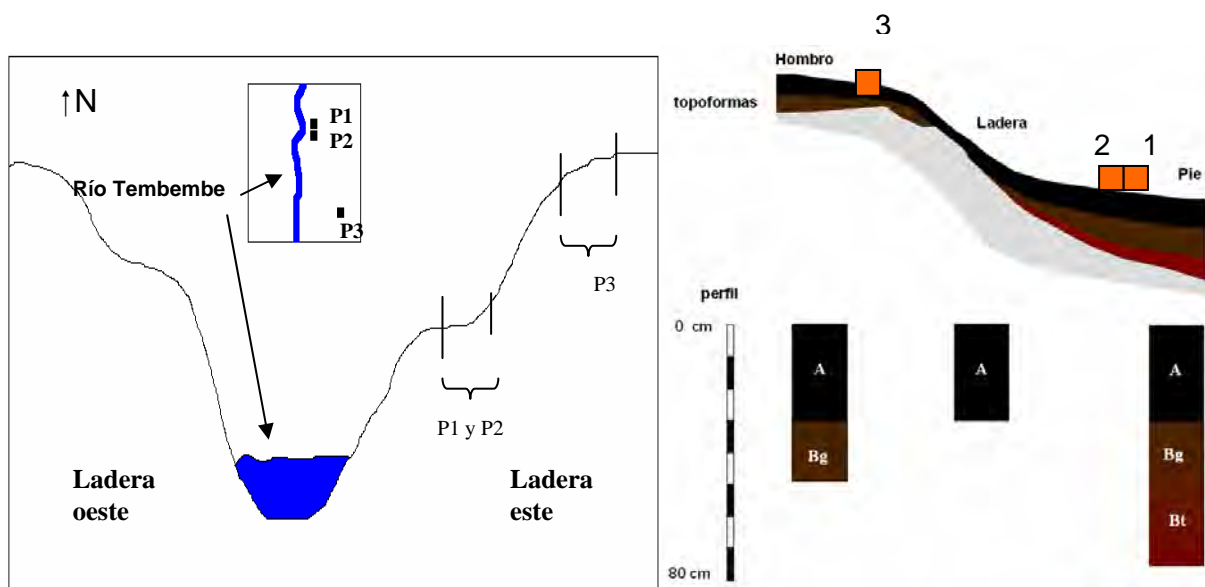 ↑N
P1
P2
Río Tembembe
P3
P3
P1 y P2
Ladera
oeste
Ladera
este
3
Hombro
topoformas
Ladera
2 1
Pie
perfil
0 cm
A
A
A
Bg
Bg
Bt
80 cm